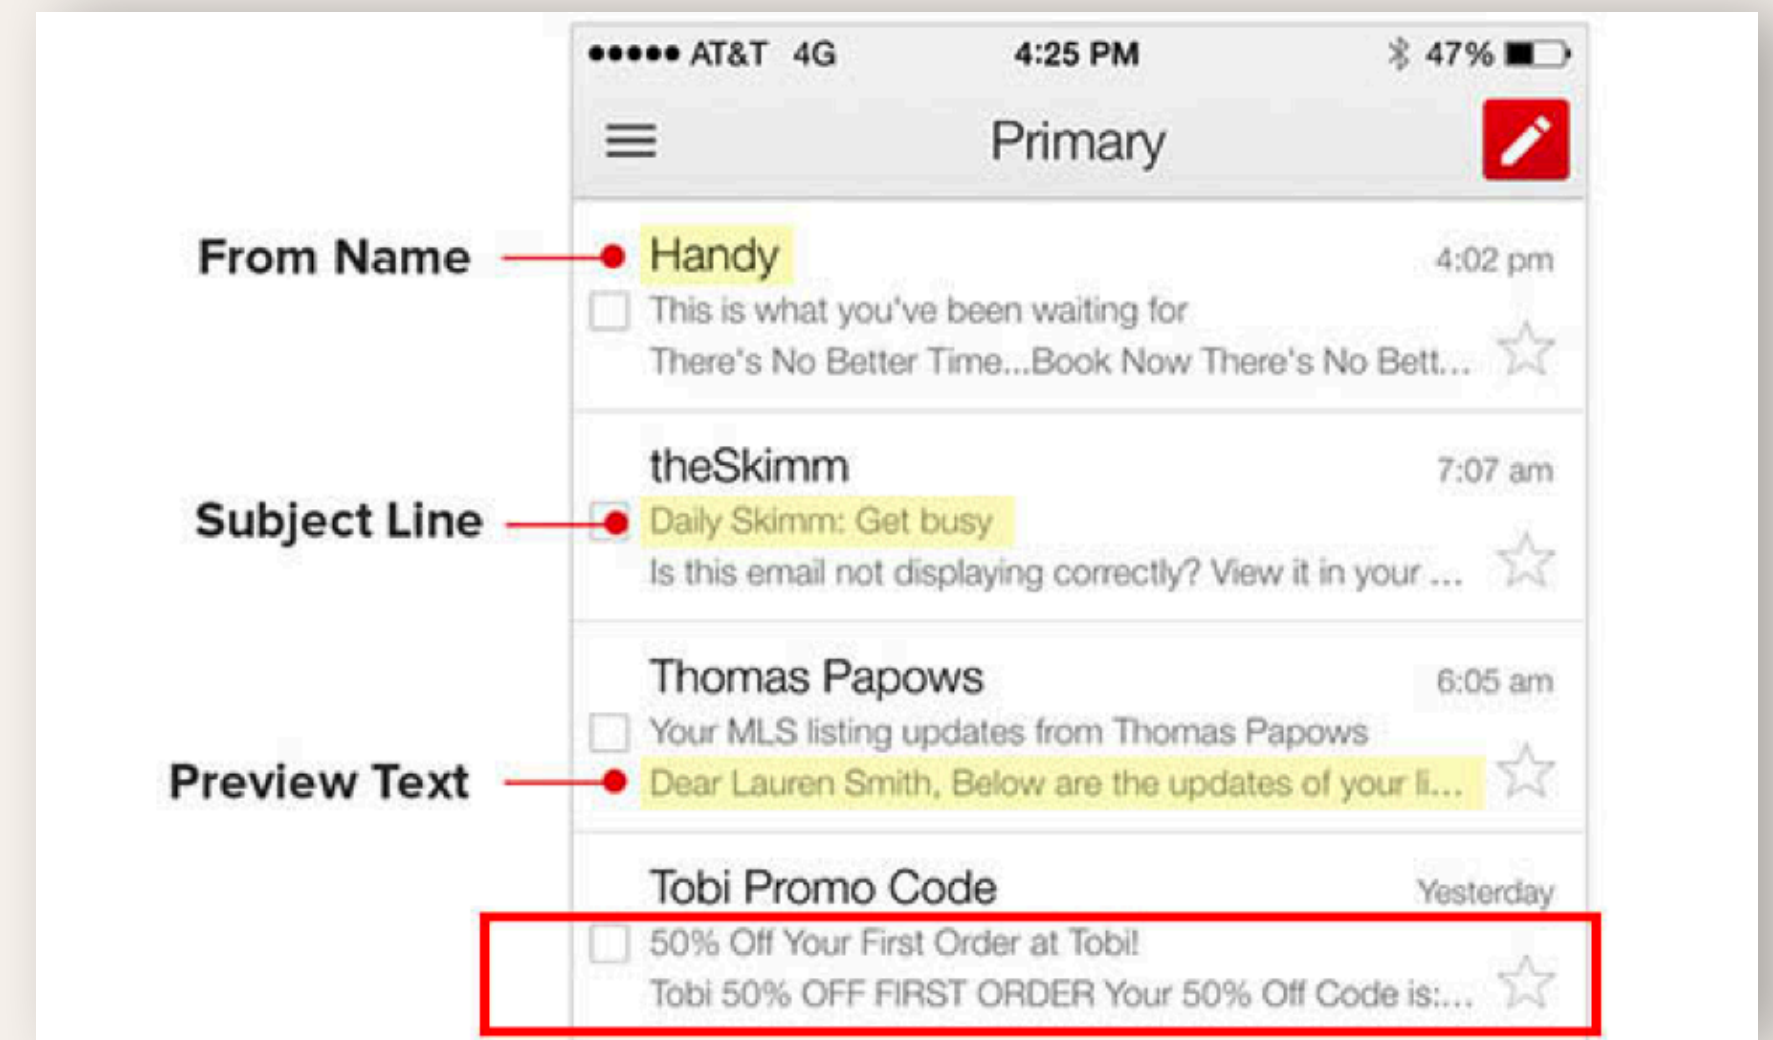 AT&T 4G 4:25 PM 47%
Primary
From Name
Handy 4:02 pm
This is what you've been waiting for
There's No Better Time...Book Now There's No Bett...
theSkimm 7:07 am
Subject Line
Daily Skimm: Get busy
Is this email not displaying correctly? View it in your ...
Thomas Papows 6:05 am
Your MLS listing updates from Thomas Papows
Preview Text
Dear Lauren Smith, Below are the updates of your li...
Tobi Promo Code Yesterday
50% Off Your First Order at Tobi!
Tobi 50% OFF FIRST ORDER Your 50% Off Code is:...